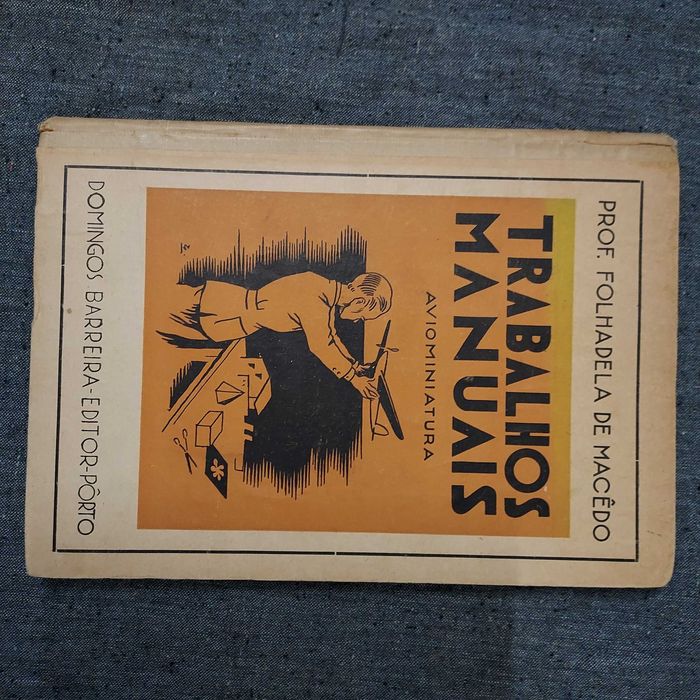 PROF. FOLHADELA DE MACÊDO
TRABALHOS
MANUAIS
AVIOMINIATURA
DOMINGOS BARREIRA-EDITOR-PÔRTO